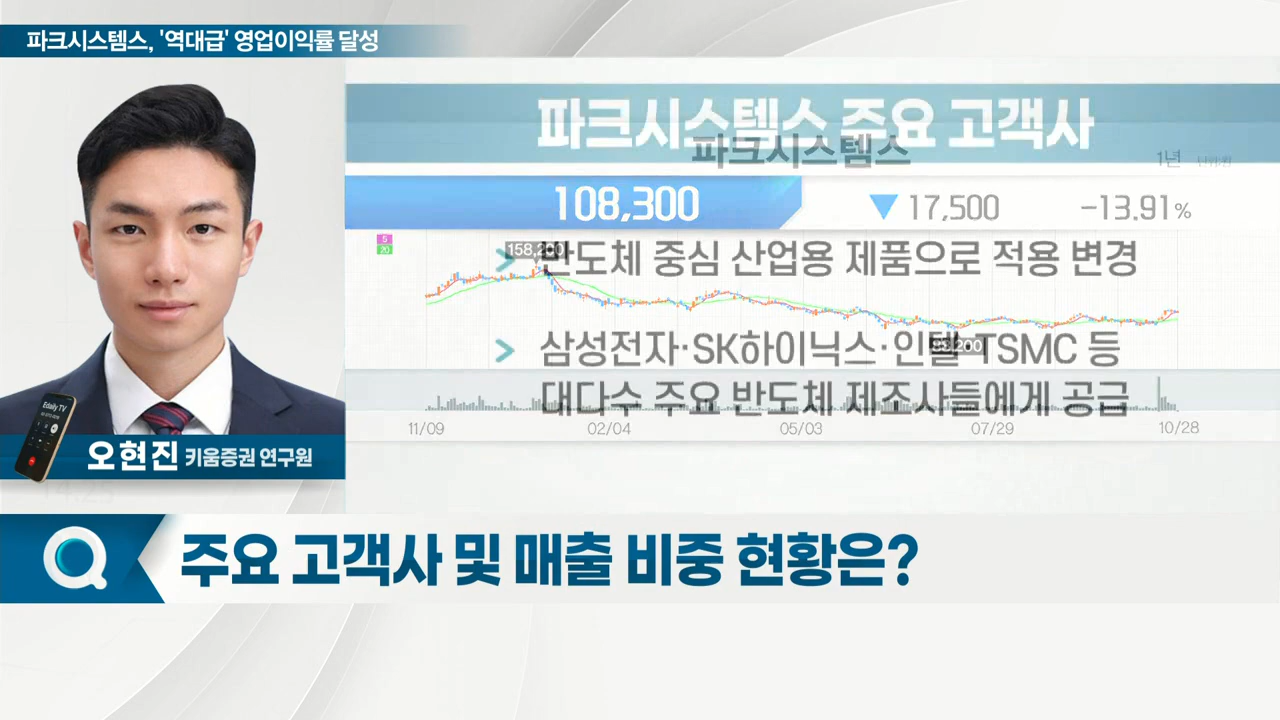 파크시스템스, '역대급' 영업이익률 달성
파크시스템스 주요 고객사
파크시스템스
1년
108,300
▼ 17,500
-13.91%
5
20
158,200
> 반도체 중심 산업용 제품으로 적용 변경
> 삼성전자·SK하이닉스·인텔·TSMC 등
대다수 주요 반도체 제조사들에게 공급
11/09
02/04
05/03
07/29
10/28
Edaily TV
오현진 키움증권 연구원
14:25
주요 고객사 및 매출 비중 현황은?